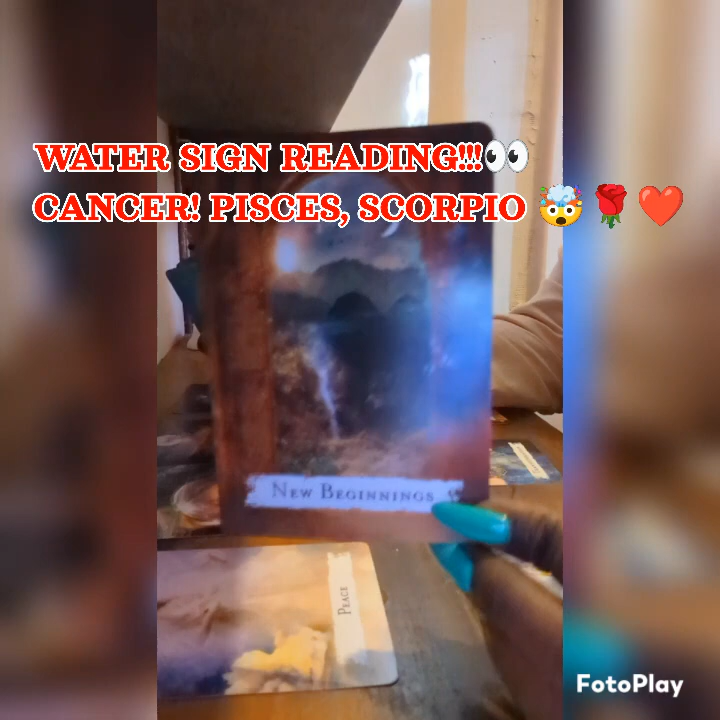 WATER SIGN READING!!!👀
CANCER! PISCES, SCORPIO 🤯🌹❤️
NEW BEGINNINGS
PEACE
FotoPlay